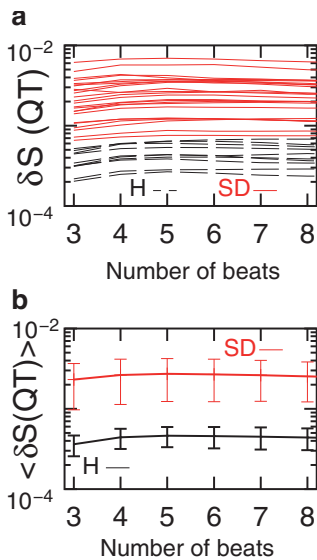 a
10⁻²
δS (QT)
H
SD
10⁻⁴
3 4 5 6 7 8
Number of beats
b
10⁻²
SD
<δS(QT)>
H
10⁻⁴
3 4 5 6 7 8
Number of beats